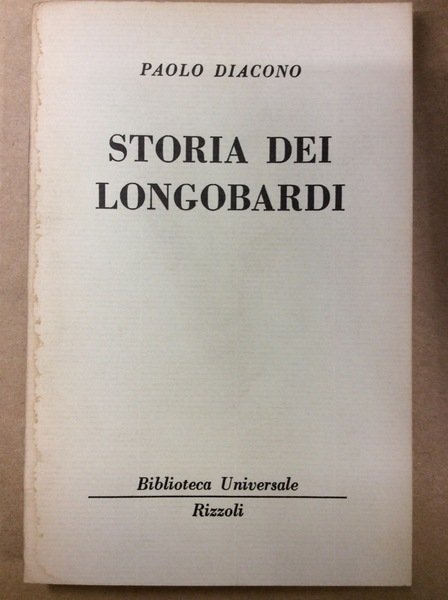 PAOLO DIACONO
STORIA DEI
LONGOBARDI
Biblioteca Universale
Rizzoli